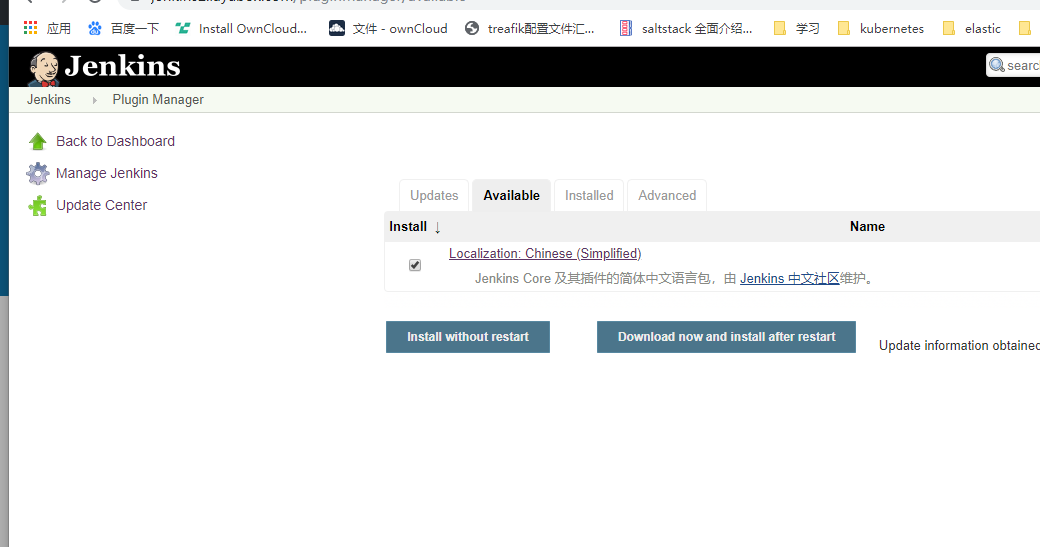 应用 百度一下 Install OwnCloud... 文件 - ownCloud treafik配置文件汇... saltstack 全面介绍... 学习 kubernetes elastic
Jenkins
Jenkins Plugin Manager
Back to Dashboard
Manage Jenkins
Update Center
Updates Available Installed Advanced
Install ↓ Name
Localization: Chinese (Simplified)
Jenkins Core 及其插件的简体中文语言包，由 Jenkins 中文社区维护。
Install without restart Download now and install after restart Update information obtained